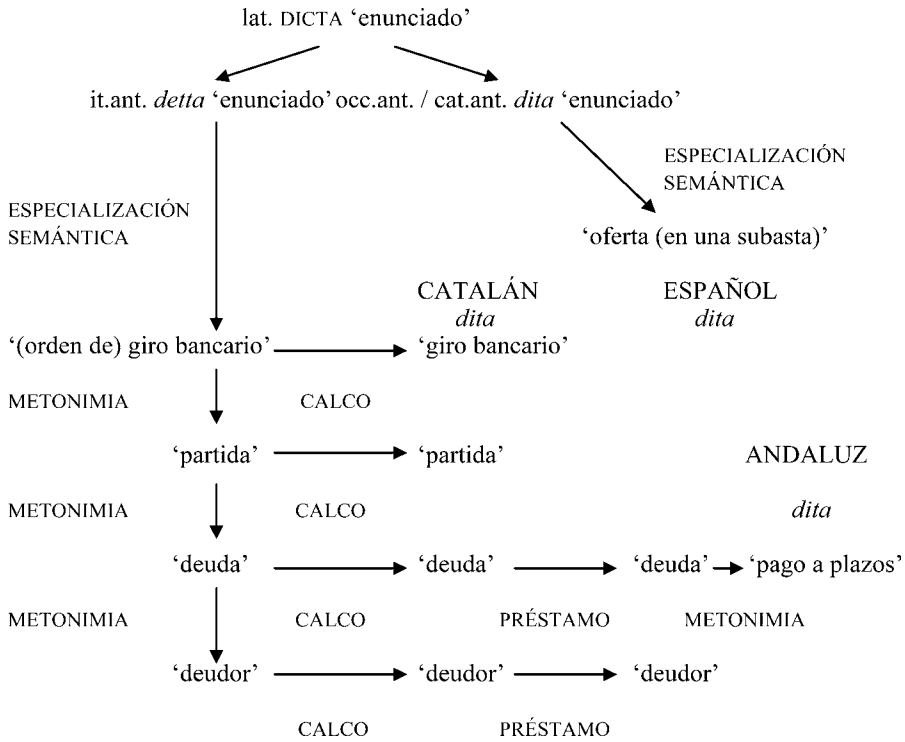 lat. DICTA ‘enunciado’
it.ant. detta ‘enunciado’ occ.ant. / cat.ant. dita ‘enunciado’
ESPECIALIZACIÓN
SEMÁNTICA
ESPECIALIZACIÓN
SEMÁNTICA
‘oferta (en una subasta)’
CATALÁN ESPAÑOL
dita dita
‘(orden de) giro bancario’ ‘giro bancario’
METONIMIA CALCO
‘partida’ ‘partida’ ANDALUZ
METONIMIA CALCO dita
‘deuda’ ‘deuda’ ‘deuda’ ‘pago a plazos’
METONIMIA CALCO PRÉSTAMO METONIMIA
‘deudor’ ‘deudor’ ‘deudor’
CALCO PRÉSTAMO